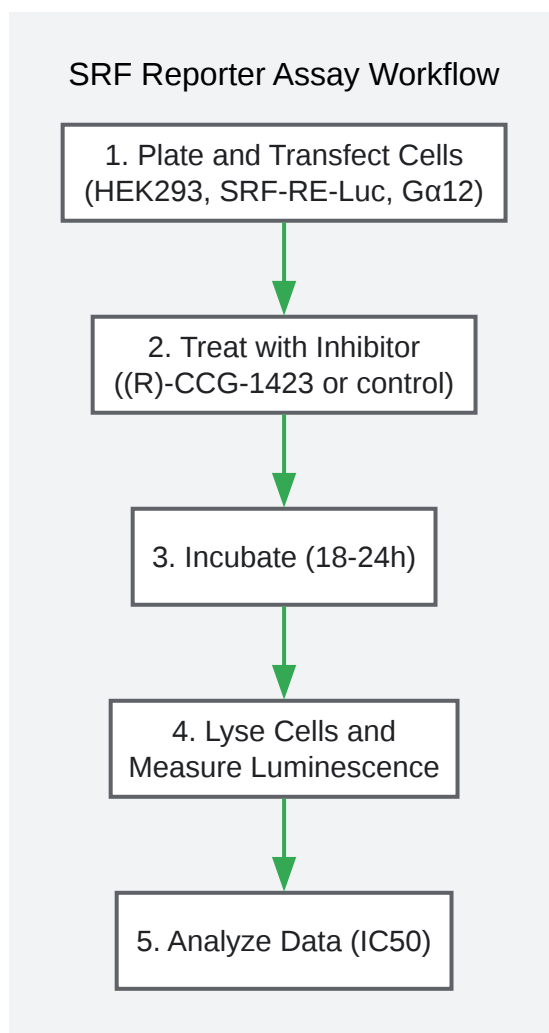 SRF Reporter Assay Workflow
1. Plate and Transfect Cells
(HEK293, SRF-RE-Luc, Gα12)
2. Treat with Inhibitor
((R)-CCG-1423 or control)
3. Incubate (18-24h)
4. Lyse Cells and
Measure Luminescence
5. Analyze Data (IC50)